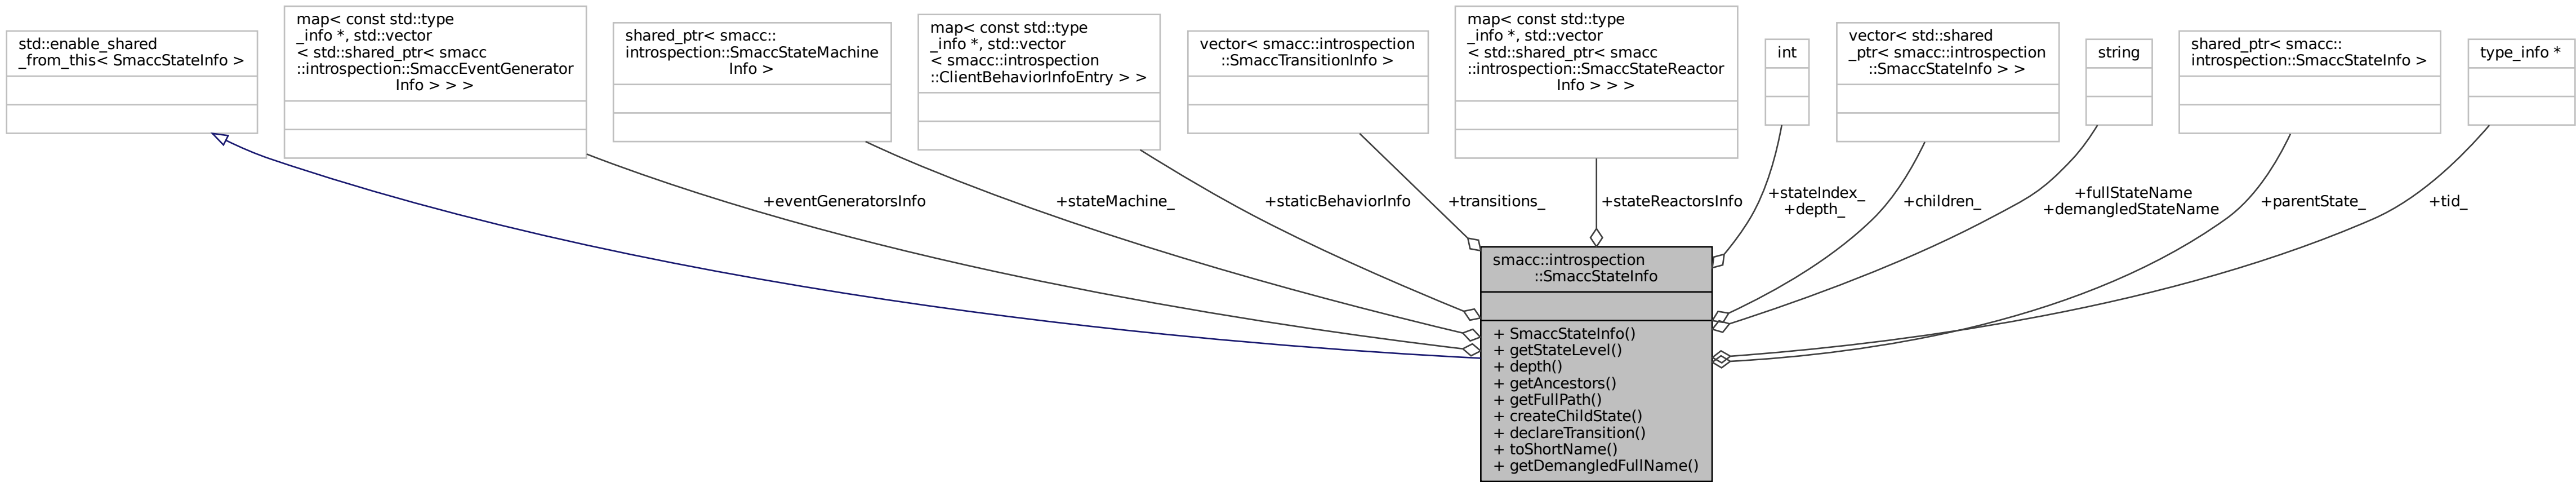 std::enable_shared
_from_this< SmaccStateInfo >
map< const std::type
_info *, std::vector
< std::shared_ptr< smacc
::introspection::SmaccEventGenerator
Info > > >
shared_ptr< smacc::
introspection::SmaccStateMachine
Info >
map< const std::type
_info *, std::vector
< smacc::introspection
::ClientBehaviorInfoEntry > >
vector< smacc::introspection
::SmaccTransitionInfo >
map< const std::type
_info *, std::vector
< std::shared_ptr< smacc
::introspection::SmaccStateReactor
Info > > >
int
vector< std::shared
_ptr< smacc::introspection
::SmaccStateInfo > >
string
shared_ptr< smacc::
introspection::SmaccStateInfo >
type_info *
+eventGeneratorsInfo
+stateMachine_
+staticBehaviorInfo
+transitions_
+stateReactorsInfo
+stateIndex_
+depth_
+children_
+fullStateName
+demangledStateName
+parentState_
+tid_
smacc::introspection
::SmaccStateInfo
+ SmaccStateInfo()
+ getStateLevel()
+ depth()
+ getAncestors()
+ getFullPath()
+ createChildState()
+ declareTransition()
+ toShortName()
+ getDemangledFullName()